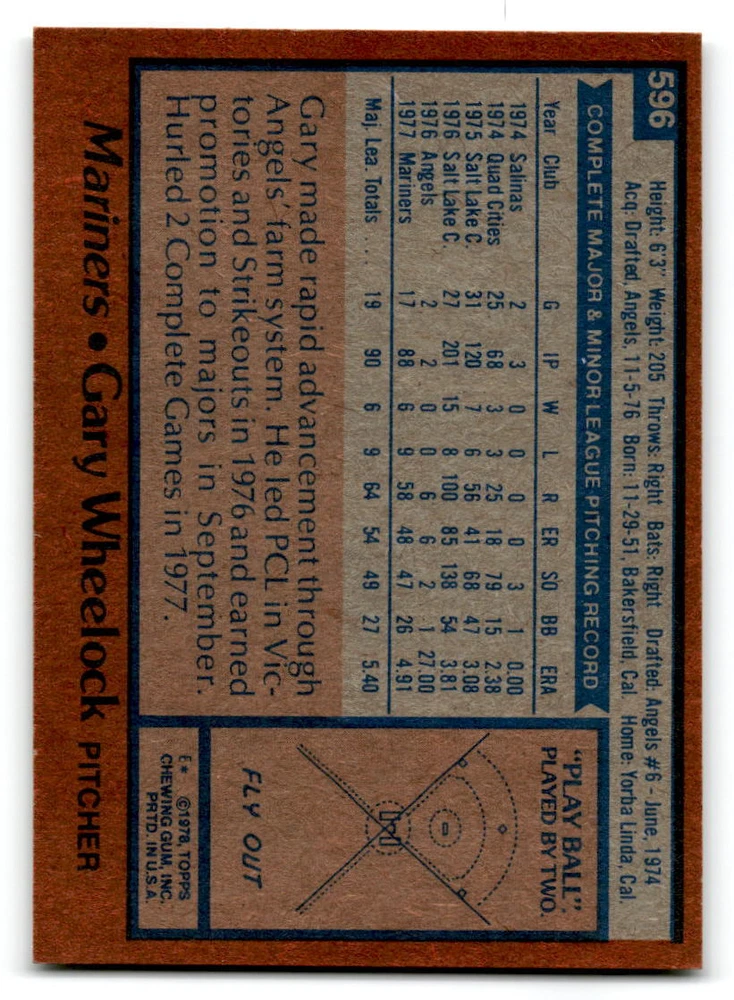 596
Height: 6'3" Weight: 205 Throws: Right Bats: Right Drafted, Angels #6 - June, 1974
Acq: Drafted, Angels, 11-5-76 Born: 11-29-51, Bakersfield, Cal. Home: Yorba Linda, Cal.
COMPLETE MAJOR & MINOR LEAGUE PITCHING RECORD
Year Club G IP W L R ER SO BB ERA
1974 Salinas 2 3 0 0 0 0 3 1 0.00
1974 Quad Cities 25 68 3 3 25 18 79 15 2.38
1975 Salt Lake C. 31 120 7 6 56 41 68 47 3.08
1976 Salt Lake C. 27 201 15 8 100 85 138 54 3.81
1976 Angels 2 2 0 0 6 6 2 1 27.00
1977 Mariners 17 88 6 9 58 48 47 26 4.91
Maj. Lea. Totals .... 19 90 6 9 64 54 49 27 5.40
Gary made rapid advancement through
Angels' farm system. He led PCL in Vic-
tories and Strikeouts in 1976 and earned
promotion to majors in September.
Hurled 2 Complete Games in 1977.
"PLAY BALL"
PLAYED BY TWO.
FLY OUT
E* ©1978, TOPPS
CHEWING GUM, INC.
PRTD. IN U.S.A.
Mariners • Gary Wheelock PITCHER